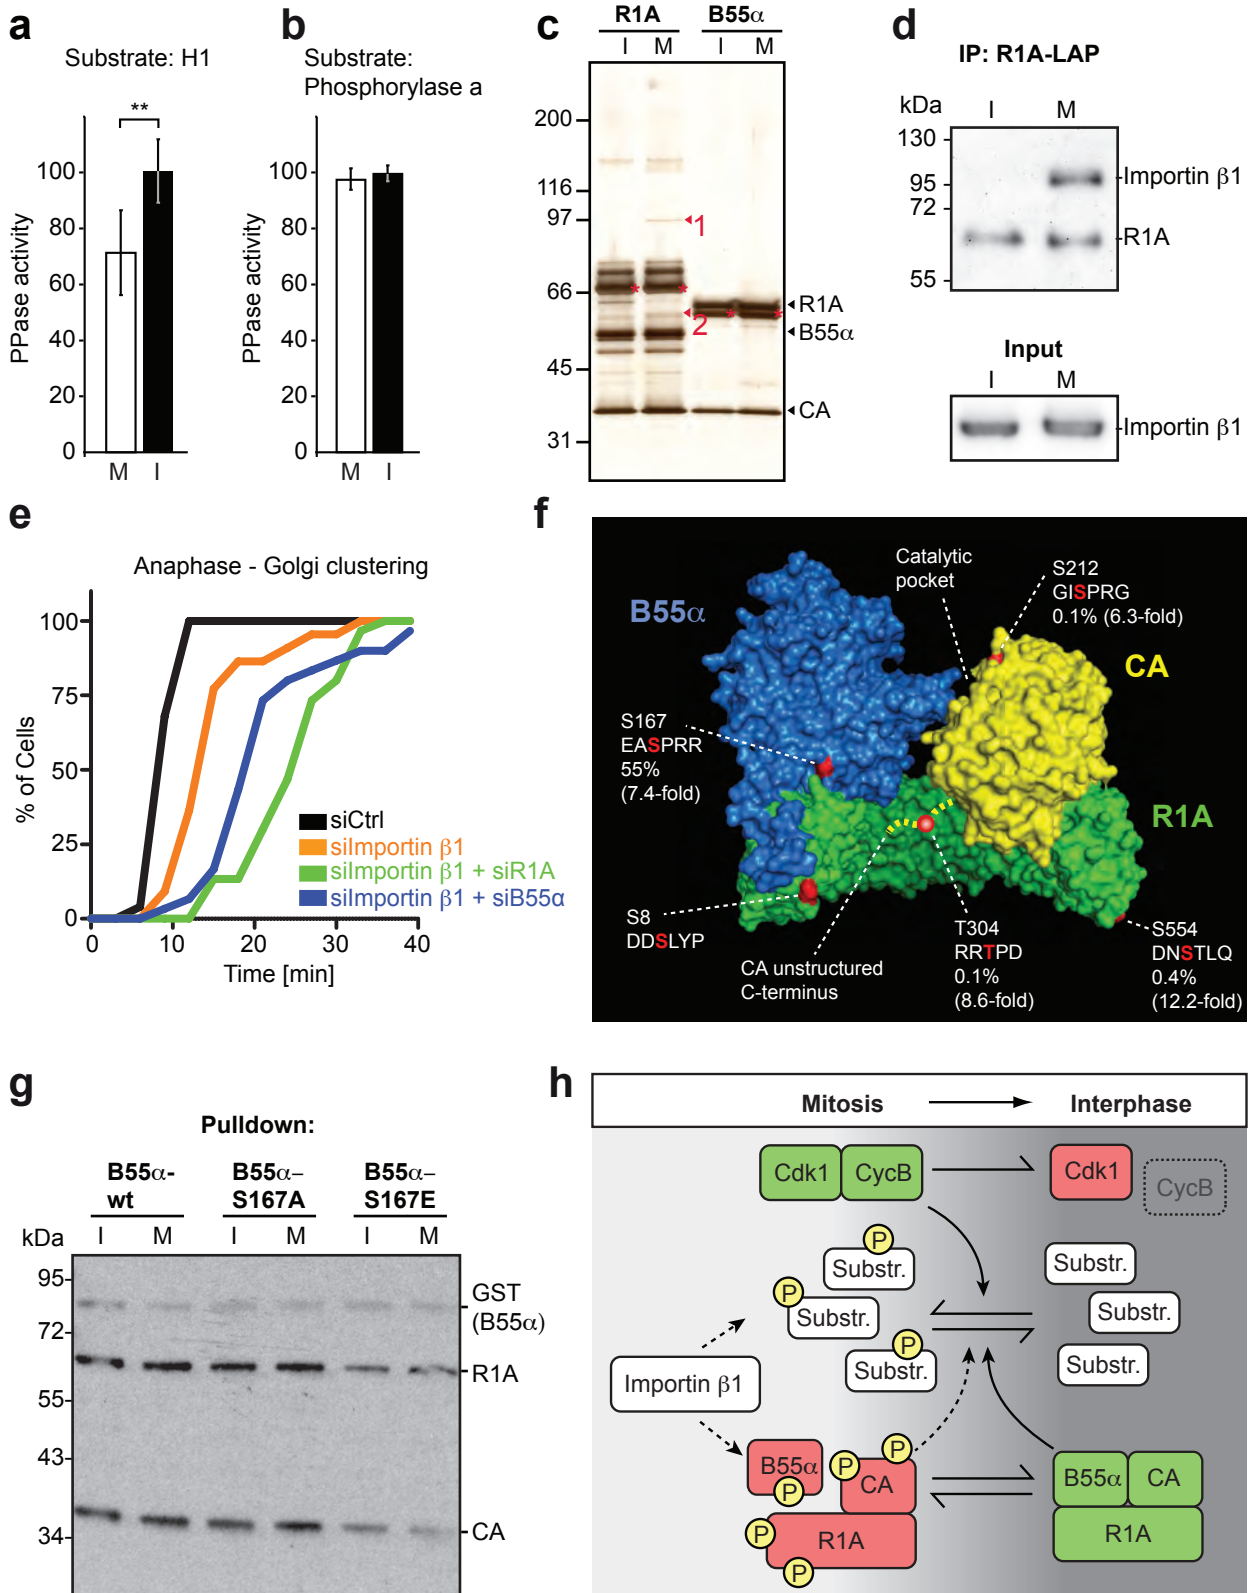 a
Substrate: H1
**
PPase activity
100
80
60
40
20
0
M I
b
Substrate:
Phosphorylase a
PPase activity
100
80
60
40
20
0
M I
c
R1A B55α
I M I M
200
116
97
66
45
31
1
2
*
*
*
*
R1A
B55α
CA
d
IP: R1A-LAP
kDa
I M
130
95
72
55
Importin β1
R1A
Input
I M
Importin β1
e
Anaphase - Golgi clustering
% of Cells
100
75
50
25
0
0 10 20 30 40
Time [min]
siCtrl
siImportin β1
siImportin β1 + siR1A
siImportin β1 + siB55α
f
B55α
Catalytic
pocket
S212
GISPRG
0.1% (6.3-fold)
CA
S167
EASPRR
55%
(7.4-fold)
R1A
S8
DDSLYP
CA unstructured
C-terminus
T304
RRTPD
0.1%
(8.6-fold)
S554
DNSTLQ
0.4%
(12.2-fold)
g
Pulldown:
B55α-
wt
B55α–
S167A
B55α–
S167E
I M I M I M
kDa
95
72
55
43
34
GST
(B55α)
R1A
CA
h
Mitosis Interphase
Cdk1 CycB
Cdk1
CycB
P
Substr.
P
Substr.
P
Substr.
Substr.
Substr.
Substr.
Importin β1
B55α
P
P
P
CA
P
R1A
P
B55α CA
R1A